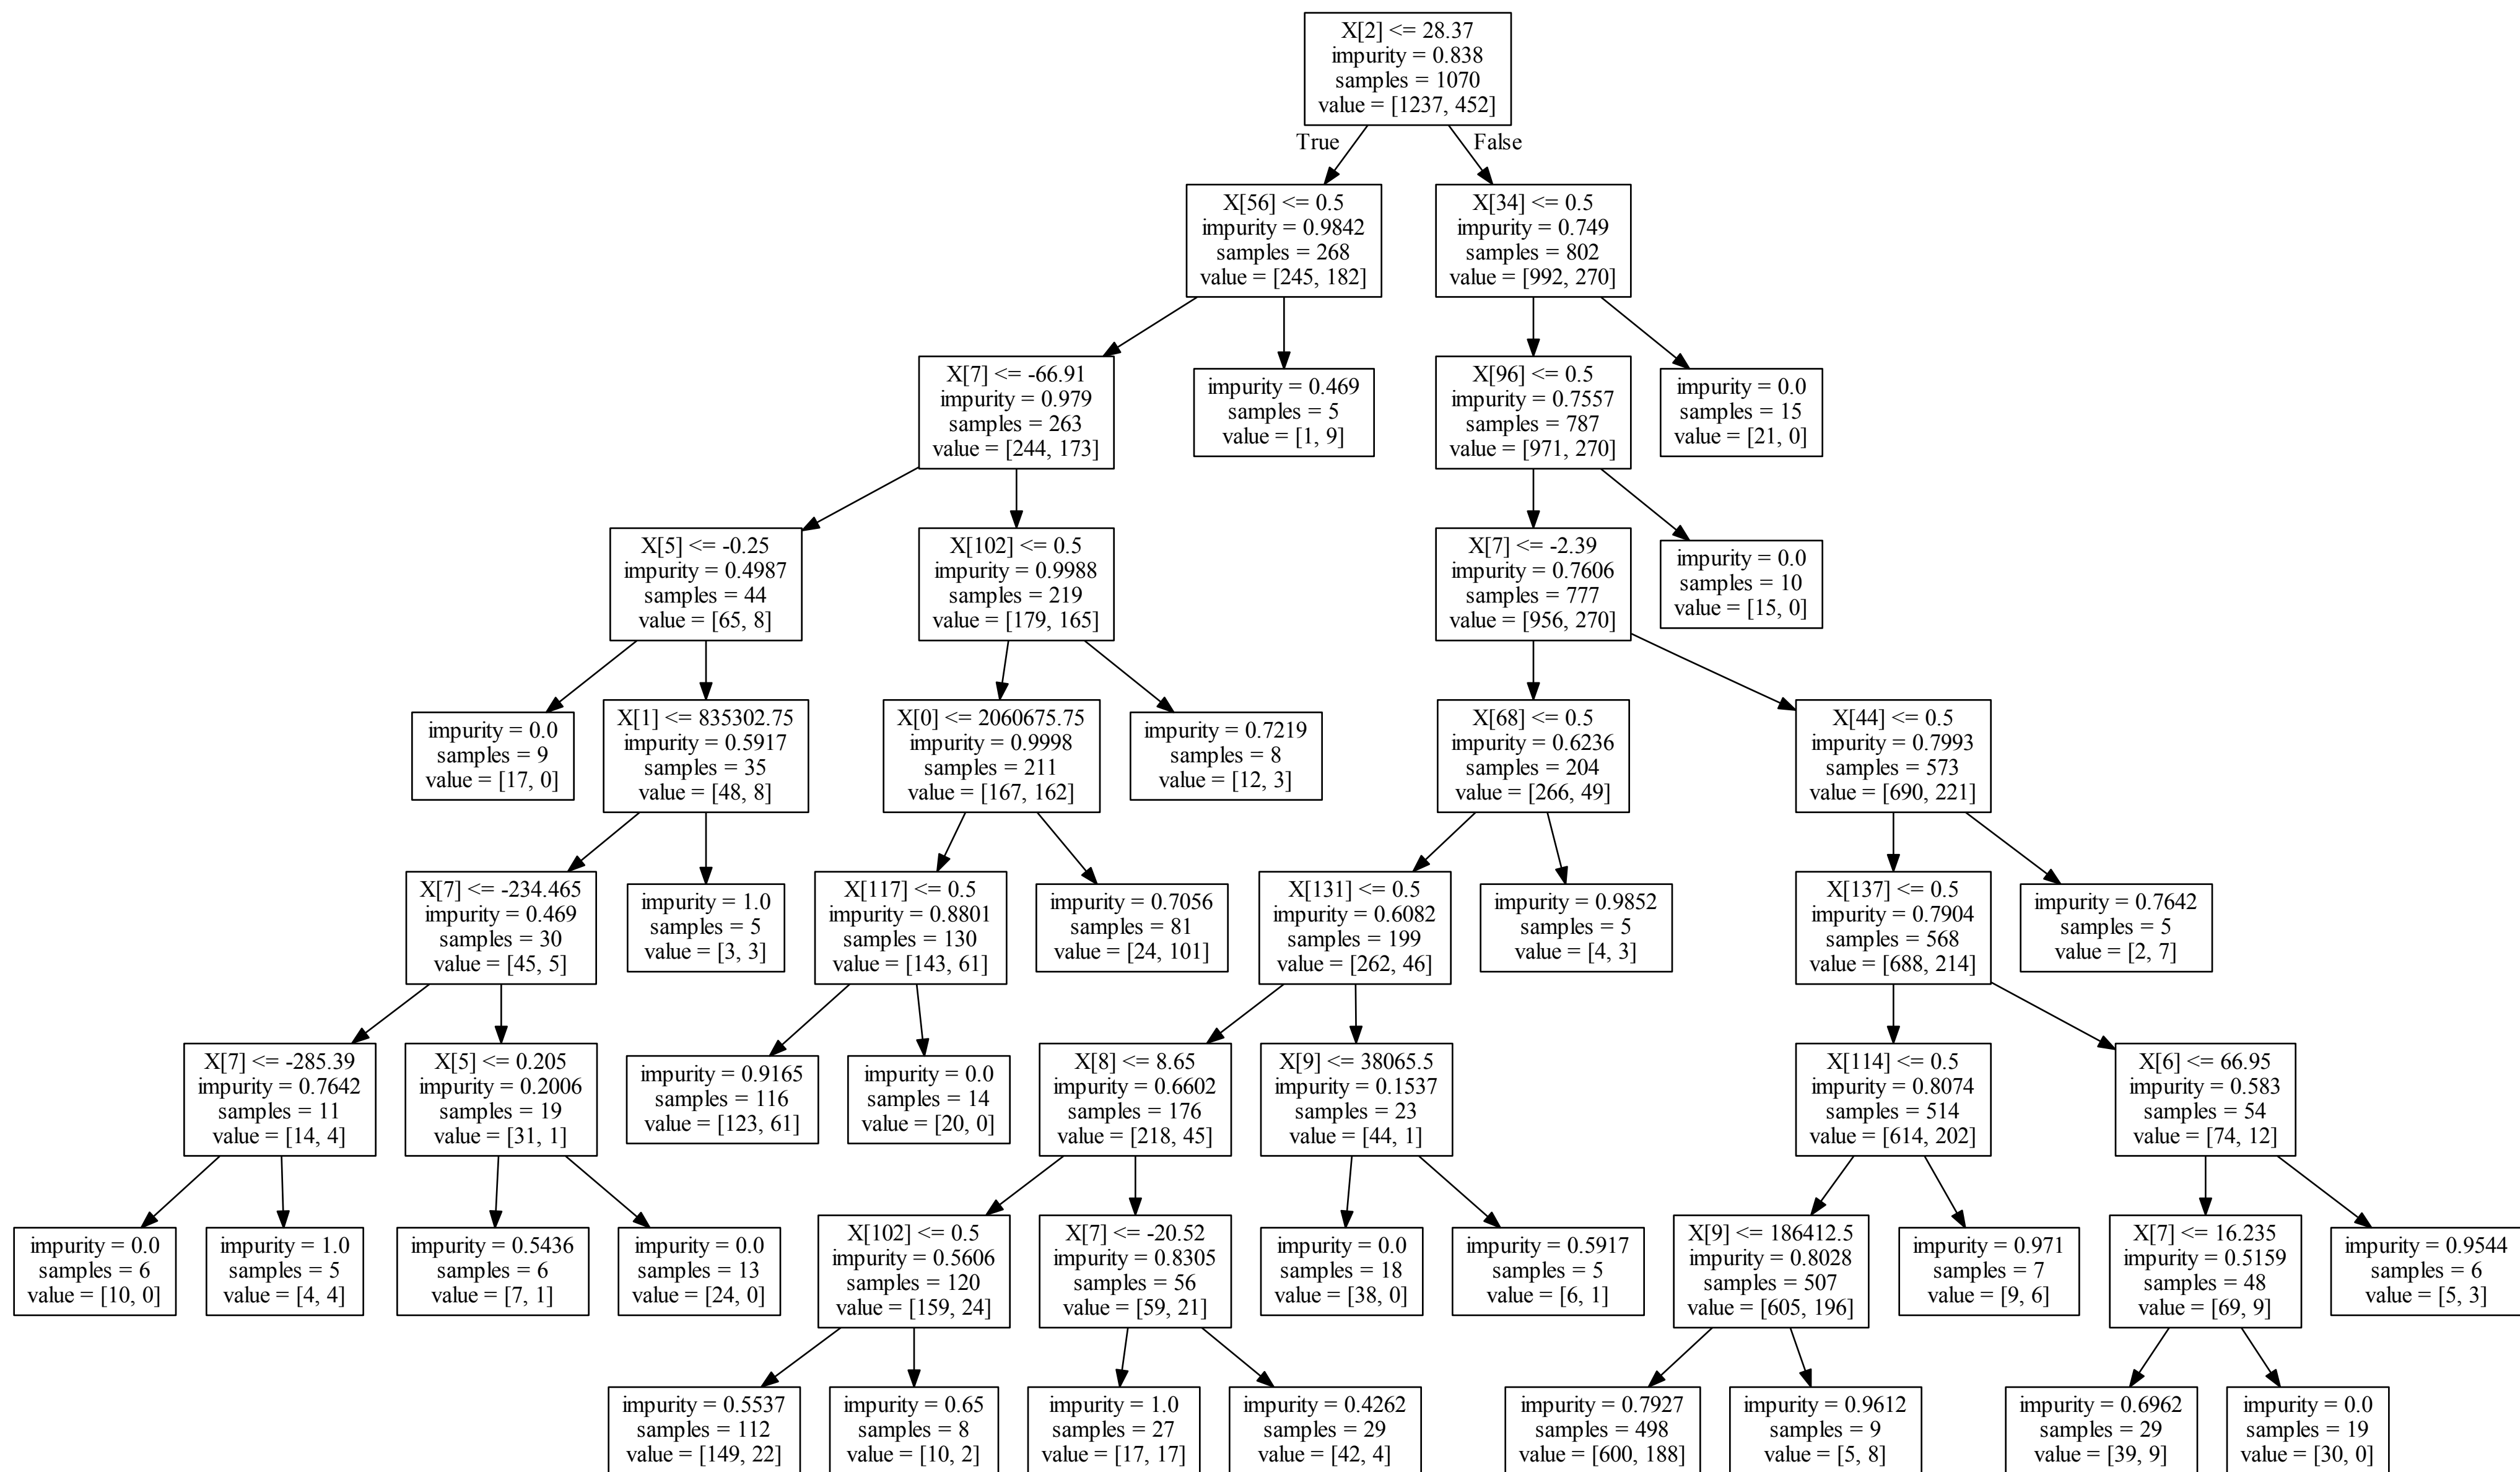 X[2] <= 28.37
impurity = 0.838
samples = 1070
value = [1237, 452]
True
False
X[56] <= 0.5
impurity = 0.9842
samples = 268
value = [245, 182]
X[34] <= 0.5
impurity = 0.749
samples = 802
value = [992, 270]
X[7] <= -66.91
impurity = 0.979
samples = 263
value = [244, 173]
impurity = 0.469
samples = 5
value = [1, 9]
X[96] <= 0.5
impurity = 0.7557
samples = 787
value = [971, 270]
impurity = 0.0
samples = 15
value = [21, 0]
X[5] <= -0.25
impurity = 0.4987
samples = 44
value = [65, 8]
X[102] <= 0.5
impurity = 0.9988
samples = 219
value = [179, 165]
X[7] <= -2.39
impurity = 0.7606
samples = 777
value = [956, 270]
impurity = 0.0
samples = 10
value = [15, 0]
impurity = 0.0
samples = 9
value = [17, 0]
X[1] <= 835302.75
impurity = 0.5917
samples = 35
value = [48, 8]
X[0] <= 2060675.75
impurity = 0.9998
samples = 211
value = [167, 162]
impurity = 0.7219
samples = 8
value = [12, 3]
X[68] <= 0.5
impurity = 0.6236
samples = 204
value = [266, 49]
X[44] <= 0.5
impurity = 0.7993
samples = 573
value = [690, 221]
X[7] <= -234.465
impurity = 0.469
samples = 30
value = [45, 5]
impurity = 1.0
samples = 5
value = [3, 3]
X[117] <= 0.5
impurity = 0.8801
samples = 130
value = [143, 61]
impurity = 0.7056
samples = 81
value = [24, 101]
X[131] <= 0.5
impurity = 0.6082
samples = 199
value = [262, 46]
impurity = 0.9852
samples = 5
value = [4, 3]
X[137] <= 0.5
impurity = 0.7904
samples = 568
value = [688, 214]
impurity = 0.7642
samples = 5
value = [2, 7]
X[7] <= -285.39
impurity = 0.7642
samples = 11
value = [14, 4]
X[5] <= 0.205
impurity = 0.2006
samples = 19
value = [31, 1]
impurity = 0.9165
samples = 116
value = [123, 61]
impurity = 0.0
samples = 14
value = [20, 0]
X[8] <= 8.65
impurity = 0.6602
samples = 176
value = [218, 45]
X[9] <= 38065.5
impurity = 0.1537
samples = 23
value = [44, 1]
X[114] <= 0.5
impurity = 0.8074
samples = 514
value = [614, 202]
X[6] <= 66.95
impurity = 0.583
samples = 54
value = [74, 12]
impurity = 0.0
samples = 6
value = [10, 0]
impurity = 1.0
samples = 5
value = [4, 4]
impurity = 0.5436
samples = 6
value = [7, 1]
impurity = 0.0
samples = 13
value = [24, 0]
X[102] <= 0.5
impurity = 0.5606
samples = 120
value = [159, 24]
X[7] <= -20.52
impurity = 0.8305
samples = 56
value = [59, 21]
impurity = 0.0
samples = 18
value = [38, 0]
impurity = 0.5917
samples = 5
value = [6, 1]
X[9] <= 186412.5
impurity = 0.8028
samples = 507
value = [605, 196]
impurity = 0.971
samples = 7
value = [9, 6]
X[7] <= 16.235
impurity = 0.5159
samples = 48
value = [69, 9]
impurity = 0.9544
samples = 6
value = [5, 3]
impurity = 0.5537
samples = 112
value = [149, 22]
impurity = 0.65
samples = 8
value = [10, 2]
impurity = 1.0
samples = 27
value = [17, 17]
impurity = 0.4262
samples = 29
value = [42, 4]
impurity = 0.7927
samples = 498
value = [600, 188]
impurity = 0.9612
samples = 9
value = [5, 8]
impurity = 0.6962
samples = 29
value = [39, 9]
impurity = 0.0
samples = 19
value = [30, 0]